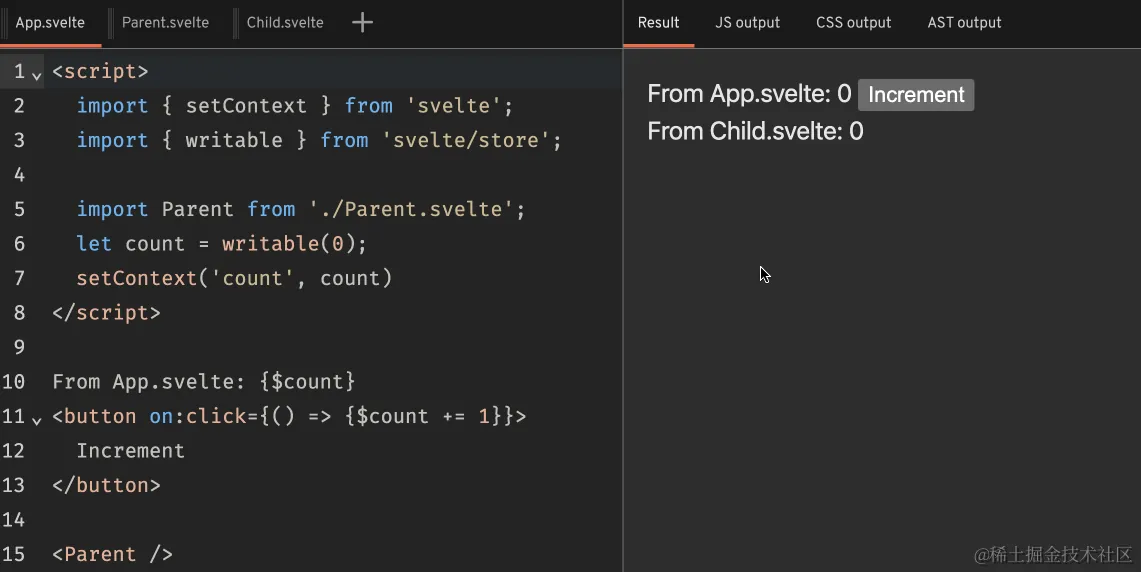 App.svelte Parent.svelte Child.svelte
Result JS output CSS output AST output
1 <script>
2   import { setContext } from 'svelte';
3   import { writable } from 'svelte/store';
4
5   import Parent from './Parent.svelte';
6   let count = writable(0);
7   setContext('count', count)
8 </script>
9
10 From App.svelte: {$count}
11 <button on:click={() => {$count += 1}}>
12   Increment
13 </button>
14
15 <Parent />
From App.svelte: 0 Increment
From Child.svelte: 0
@稀土掘金技术社区